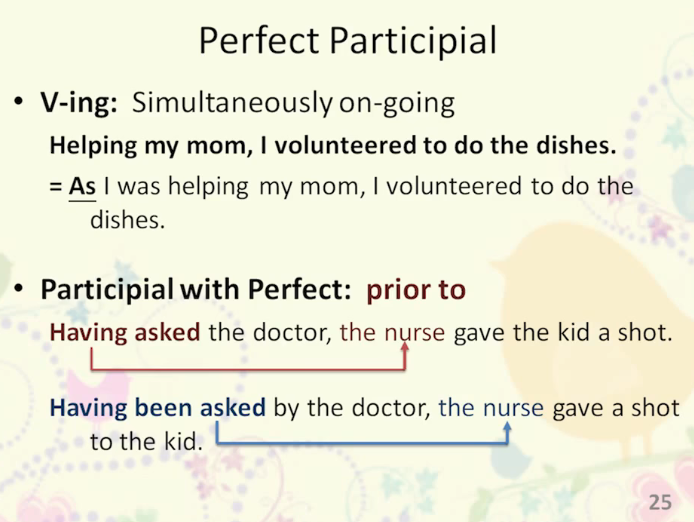 Perfect Participial
• V-ing: Simultaneously on-going
Helping my mom, I volunteered to do the dishes.
= As I was helping my mom, I volunteered to do the
dishes.
• Participial with Perfect: prior to
Having asked the doctor, the nurse gave the kid a shot.
Having been asked by the doctor, the nurse gave a shot
to the kid.
25